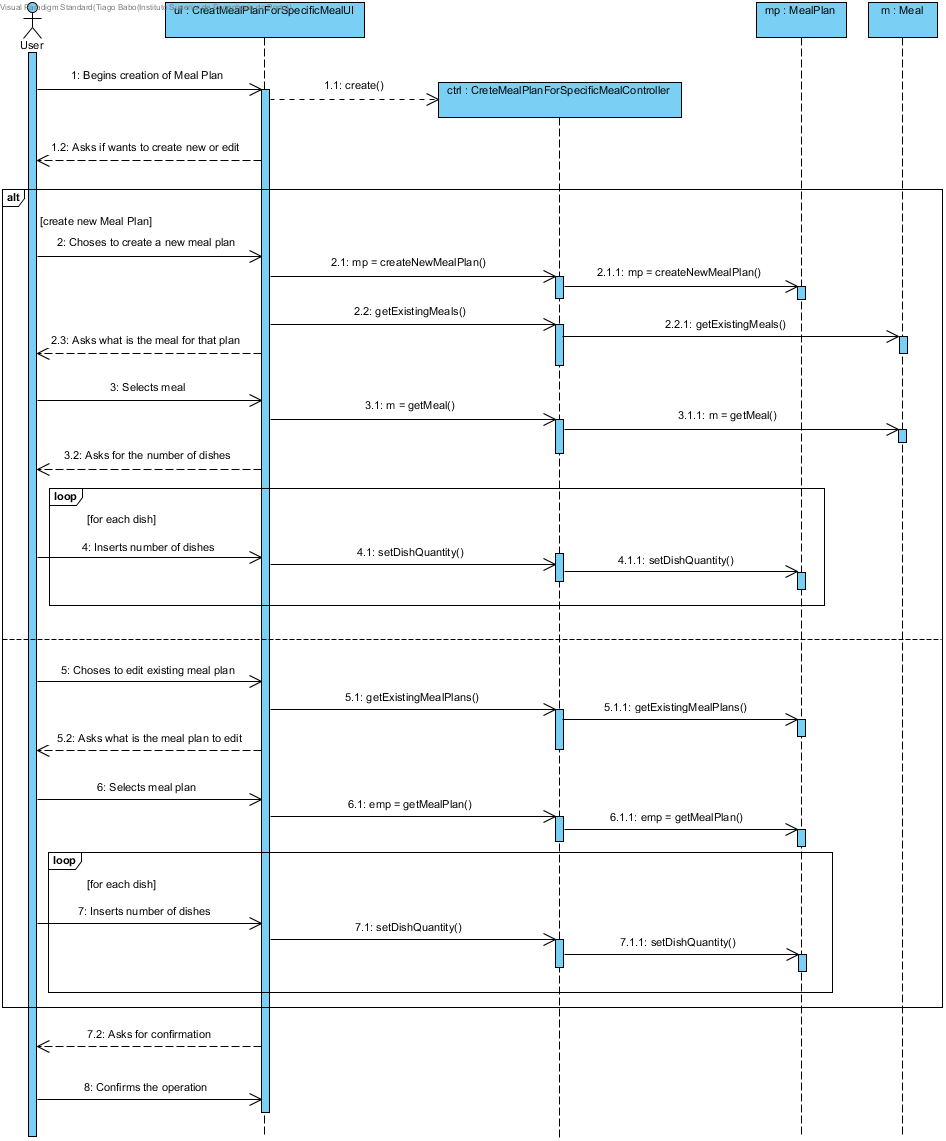 Visual Paradigm Standard(Tiago Babo(Instituto
ui : CreatMealPlanForSpecificMealUI
mp : MealPlan
m : Meal
User
1: Begins creation of Meal Plan
1.1: create()
ctrl : CreteMealPlanForSpecificMealController
1.2: Asks if wants to create new or edit
alt
[create new Meal Plan]
2: Choses to create a new meal plan
2.1: mp = createNewMealPlan()
2.1.1: mp = createNewMealPlan()
2.2: getExistingMeals()
2.2.1: getExistingMeals()
2.3: Asks what is the meal for that plan
3: Selects meal
3.1: m = getMeal()
3.1.1: m = getMeal()
3.2: Asks for the number of dishes
loop
[for each dish]
4: Inserts number of dishes
4.1: setDishQuantity()
4.1.1: setDishQuantity()
5: Choses to edit existing meal plan
5.1: getExistingMealPlans()
5.1.1: getExistingMealPlans()
5.2: Asks what is the meal plan to edit
6: Selects meal plan
6.1: emp = getMealPlan()
6.1.1: emp = getMealPlan()
loop
[for each dish]
7: Inserts number of dishes
7.1: setDishQuantity()
7.1.1: setDishQuantity()
7.2: Asks for confirmation
8: Confirms the operation